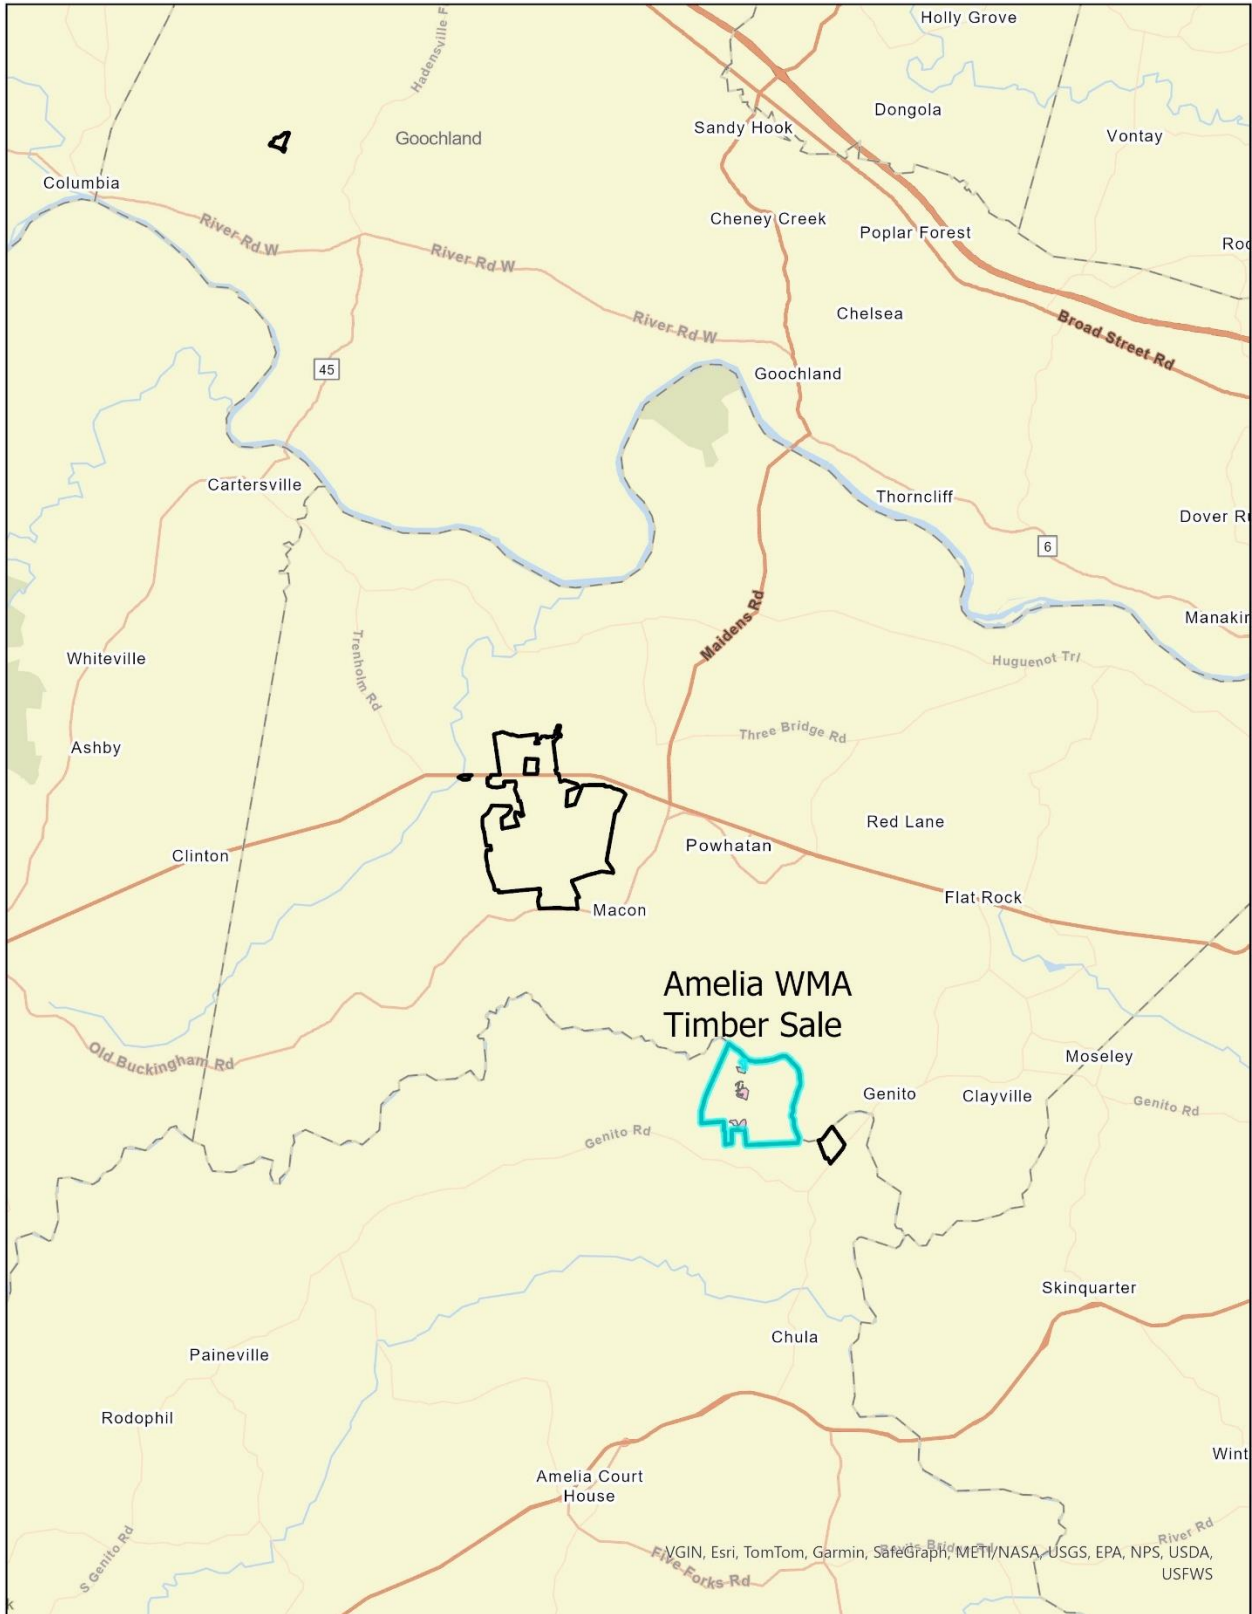 Holly Grove
Hadensville F
Dongola
Sandy Hook
Vontay
Goochland
Columbia
River Rd W
Cheney Creek
Poplar Forest
Roc
River Rd W
Chelsea
River Rd W
Broad Street Rd
45
Goochland
Cartersville
Thorncliff
Dover R
6
Maidens Rd
Manakin
Whiteville
Trenholm Rd
Huguenot Trl
Three Bridge Rd
Ashby
Red Lane
Powhatan
Clinton
Flat Rock
Macon
Amelia WMA
Timber Sale
Old Buckingham Rd
Moseley
Genito
Clayville
Genito Rd
Genito Rd
Skinquarter
Chula
Paineville
Rodophil
Wint
Amelia Court
House
S Genito Rd
River Rd
Bevils Bridge Rd
Five Forks Rd
VGIN, Esri, TomTom, Garmin, SafeGraph, METI/NASA, USGS, EPA, NPS, USDA,
USFWS
k